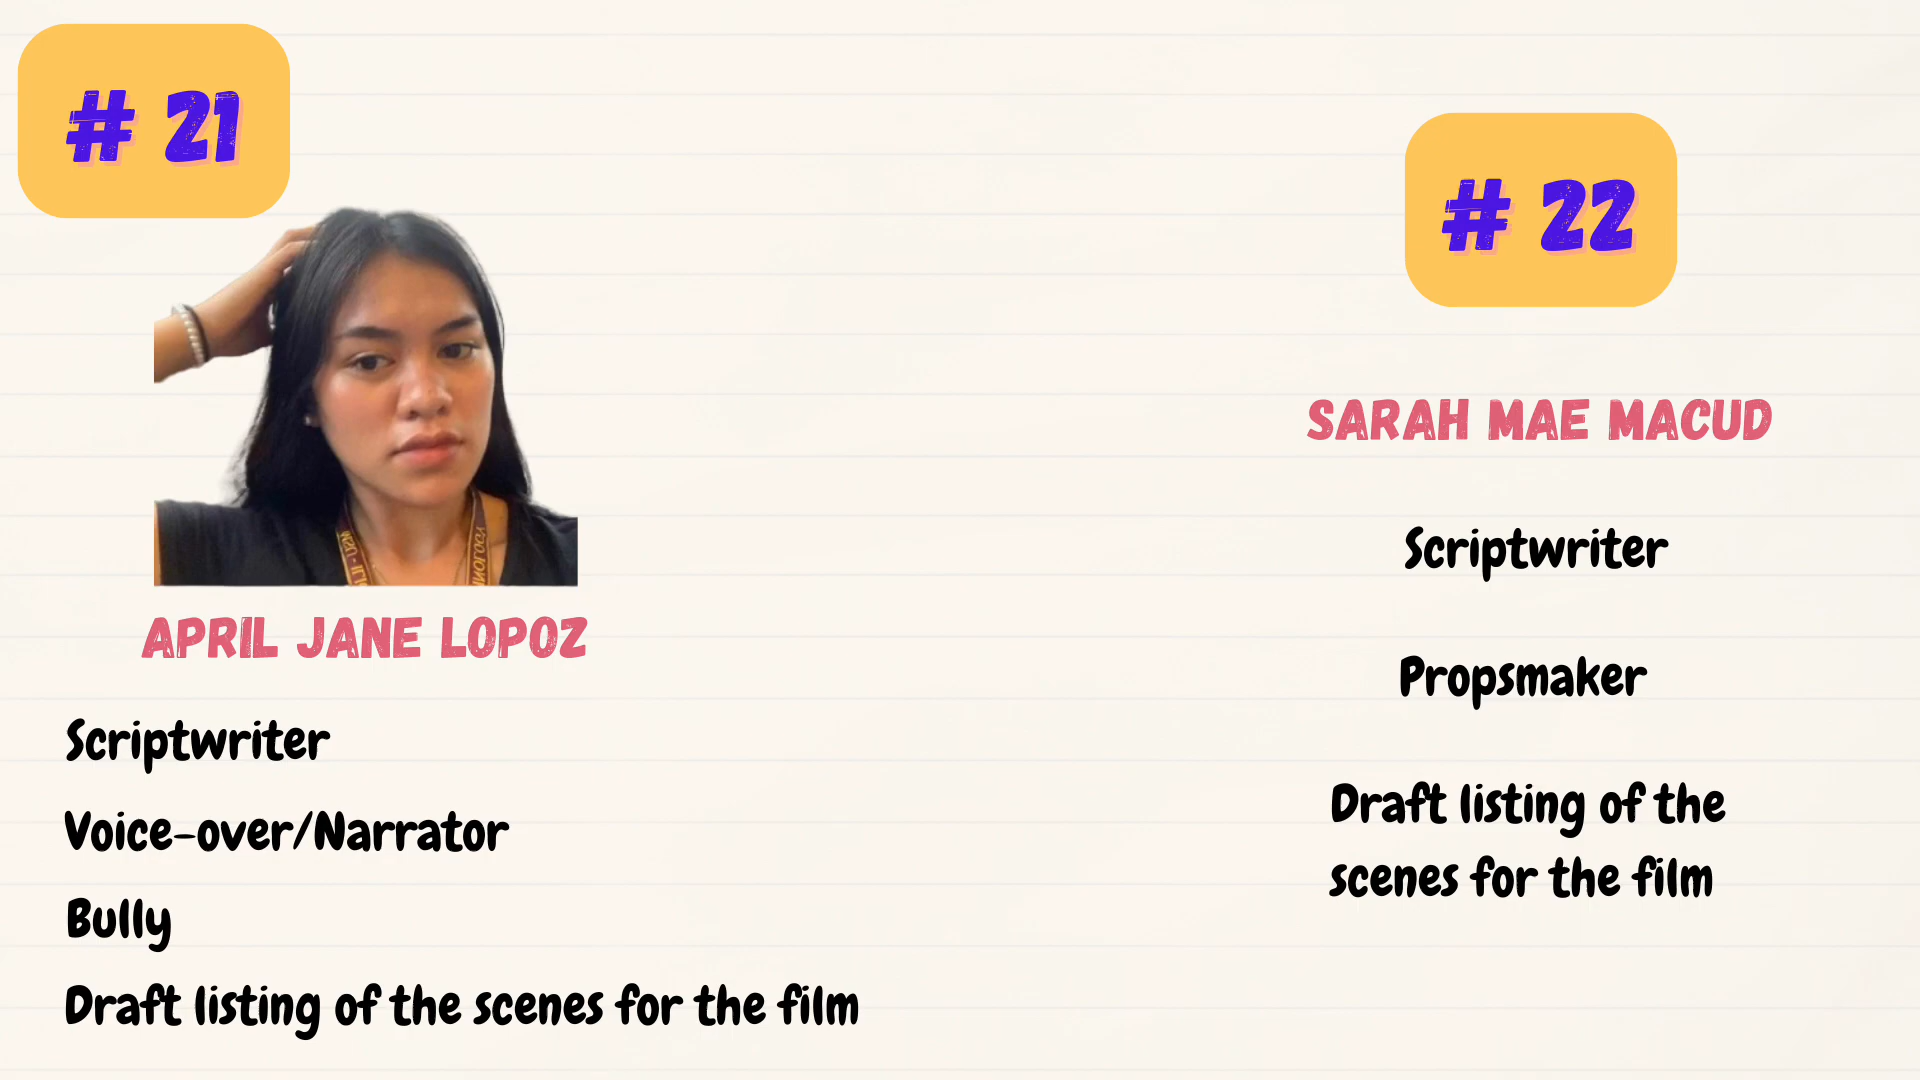 # 21
APRIL JANE LOPOZ
Scriptwriter
Voice-over/Narrator
Bully
Draft listing of the scenes for the film
# 22
SARAH MAE MACUD
Scriptwriter
Propsmaker
Draft listing of the
scenes for the film